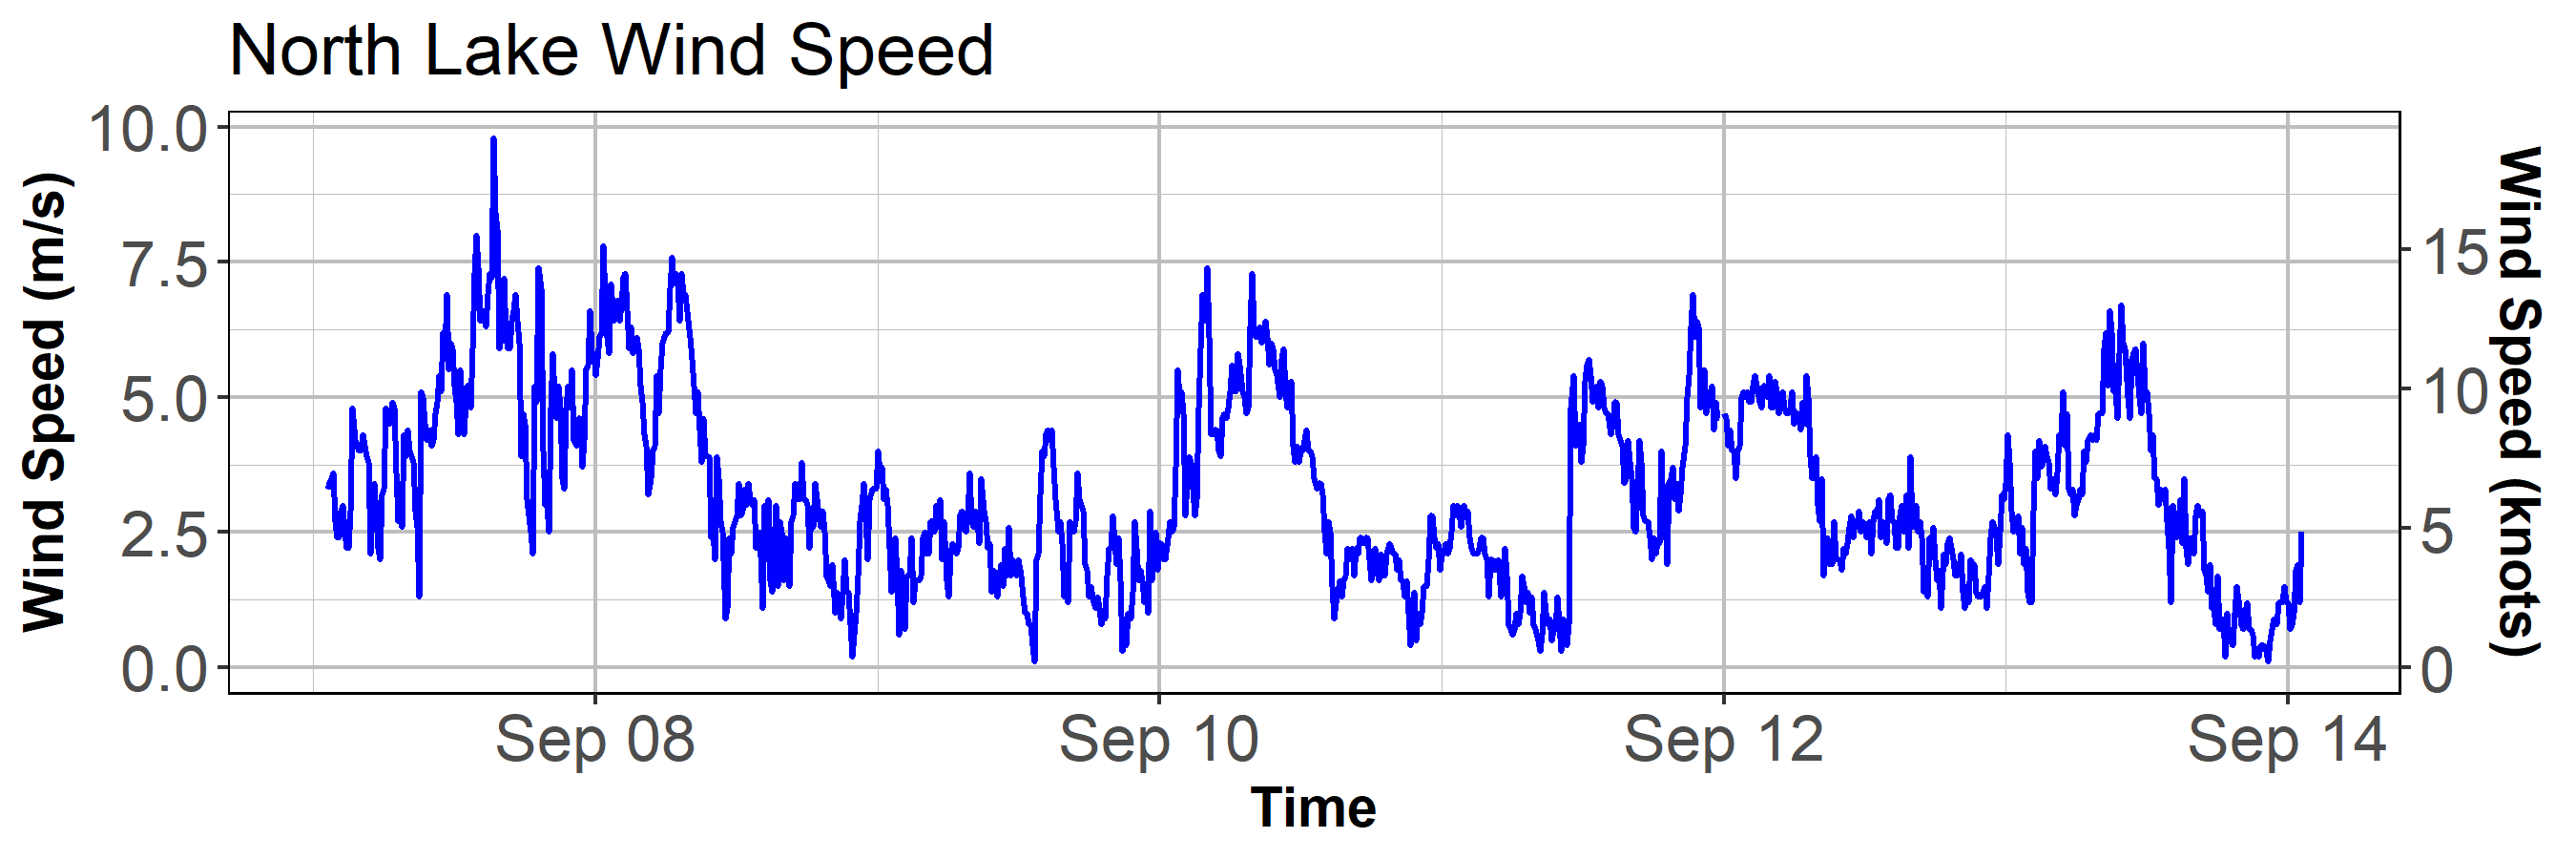 North Lake Wind Speed
Wind Speed (m/s)
10.0
7.5
5.0
2.5
0.0
Wind Speed (knots)
15
10
5
0
Sep 08 Sep 10 Sep 12 Sep 14
Time